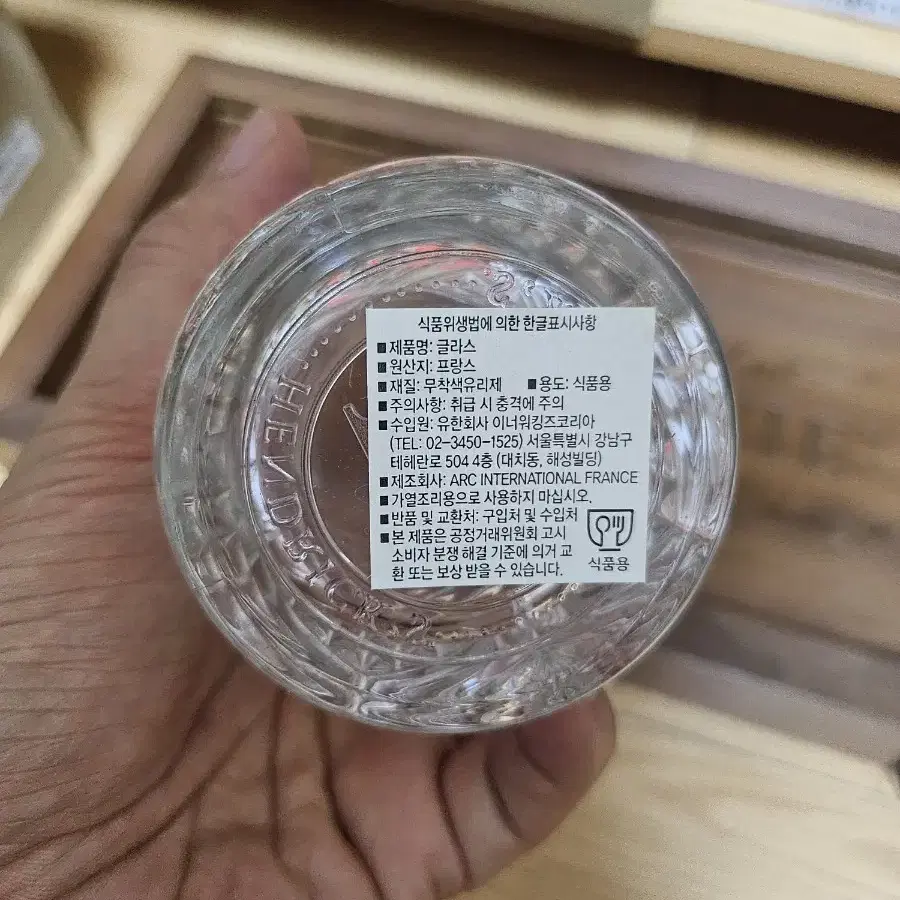 식품위생법에 의한 한글표시사항
■ 제품명: 글라스
■ 원산지: 프랑스
■ 재질: 무착색유리제 ■ 용도: 식품용
■ 주의사항: 취급 시 충격에 주의
■ 수입원: 유한회사 이너워킹즈코리아
(TEL: 02-3450-1525) 서울특별시 강남구
테헤란로 504 4층 (대치동, 해성빌딩)
■ 제조회사: ARC INTERNATIONAL FRANCE
■ 가열조리용으로 사용하지 마십시오.
■ 반품 및 교환처: 구입처 및 수입처
■ 본 제품은 공정거래위원회 고시
소비자 분쟁 해결 기준에 의거 교
환 또는 보상 받을 수 있습니다.
식품용
HENDRICK'S